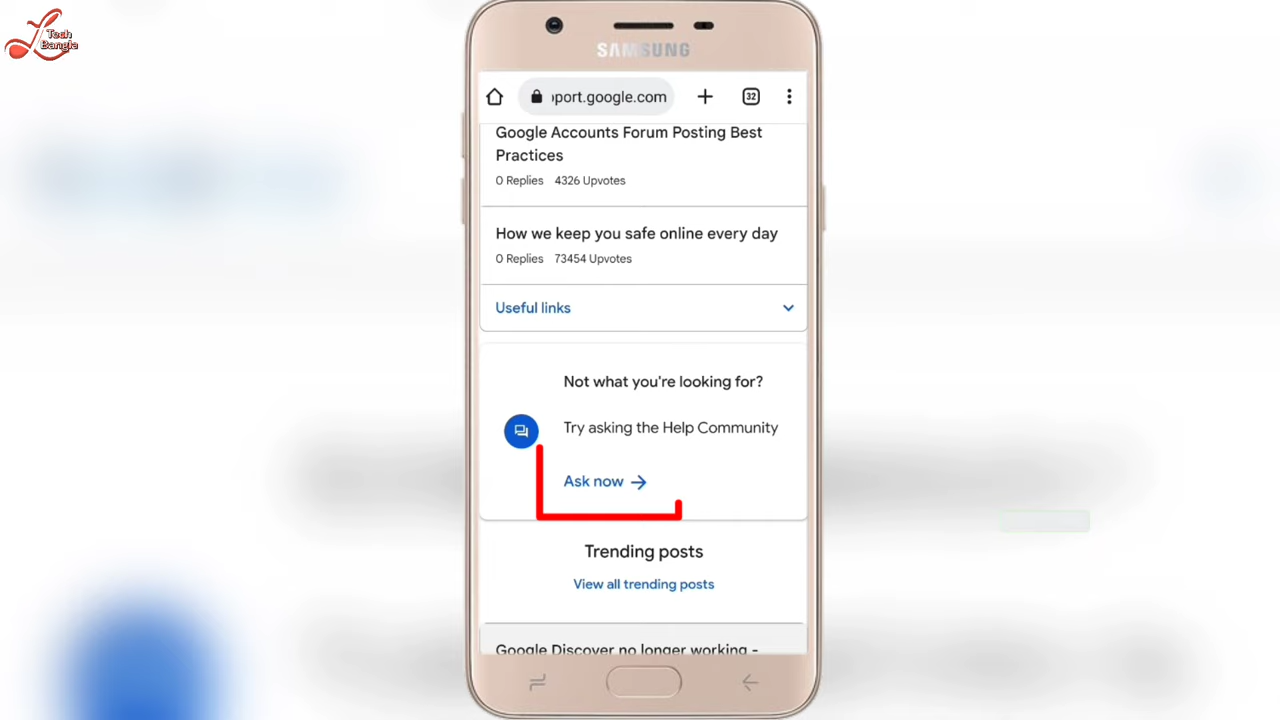 Tech
Bangla
SAMSUNG
port.google.com
32
Google Accounts Forum Posting Best
Practices
0 Replies 4326 Upvotes
How we keep you safe online every day
0 Replies 73454 Upvotes
Useful links
Not what you're looking for?
Try asking the Help Community
Ask now
Trending posts
View all trending posts
Google Discover no longer working -